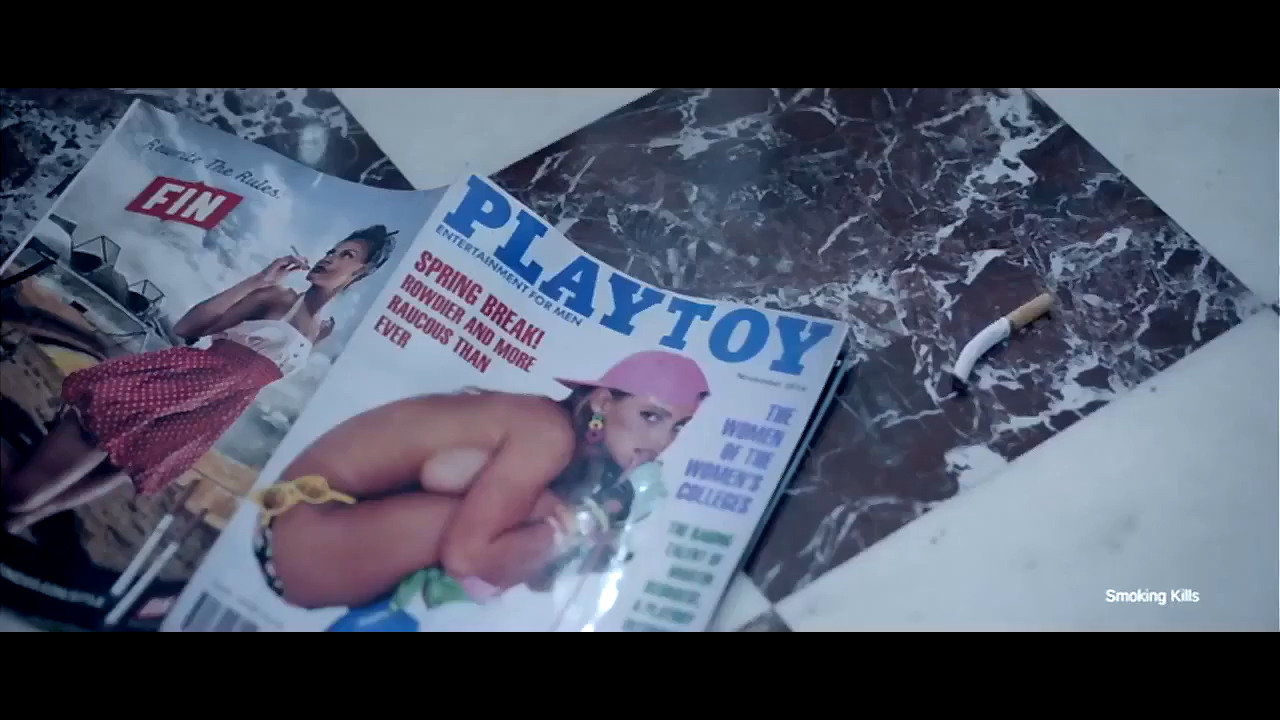 Rewrite The Rules.
FIN
PLAYTOY
ENTERTAINMENT FOR MEN
SPRING BREAK!
ROWDIER AND MORE
RAUCOUS THAN
EVER
November
THE
WOMEN
OF THE
WOMEN'S
COLLEGES
Smoking Kills